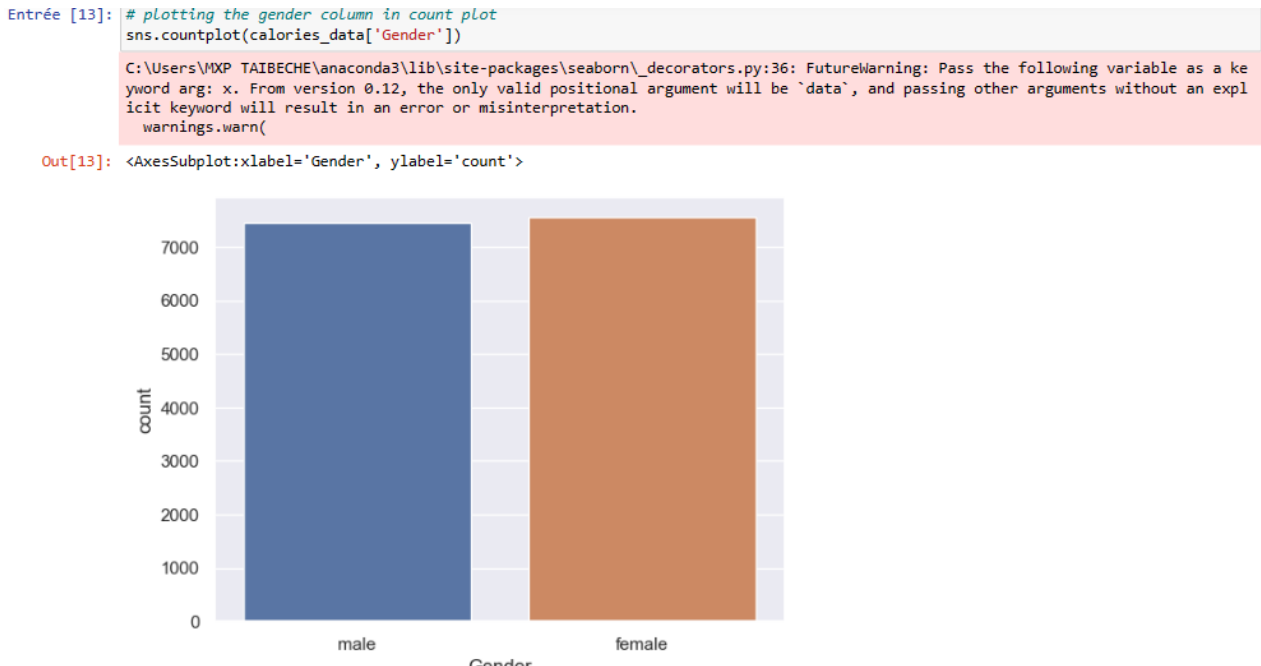 Entrée [13]: # plotting the gender column in count plot
sns.countplot(calories_data['Gender'])
C:\Users\MXP TAIBECHE\anaconda3\lib\site-packages\seaborn\_decorators.py:36: FutureWarning: Pass the following variable as a ke
yword arg: x. From version 0.12, the only valid positional argument will be `data`, and passing other arguments without an expl
icit keyword will result in an error or misinterpretation.
warnings.warn(
Out[13]: <AxesSubplot:xlabel='Gender', ylabel='count'>
7000
6000
5000
count
4000
3000
2000
1000
0
male female
Gender